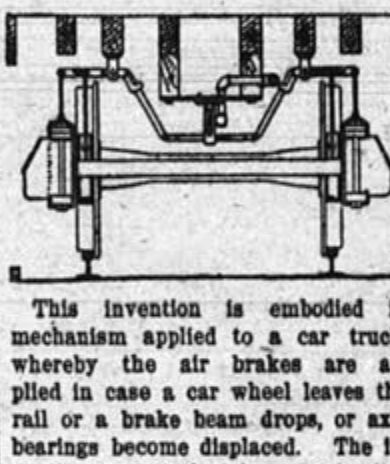 This invention is embodied
mechanism applied to a car truc
whereby the air brakes are a
plied in case a car wheel leaves th
rail or a brake beam drops, or ax
bearings become displaced. The